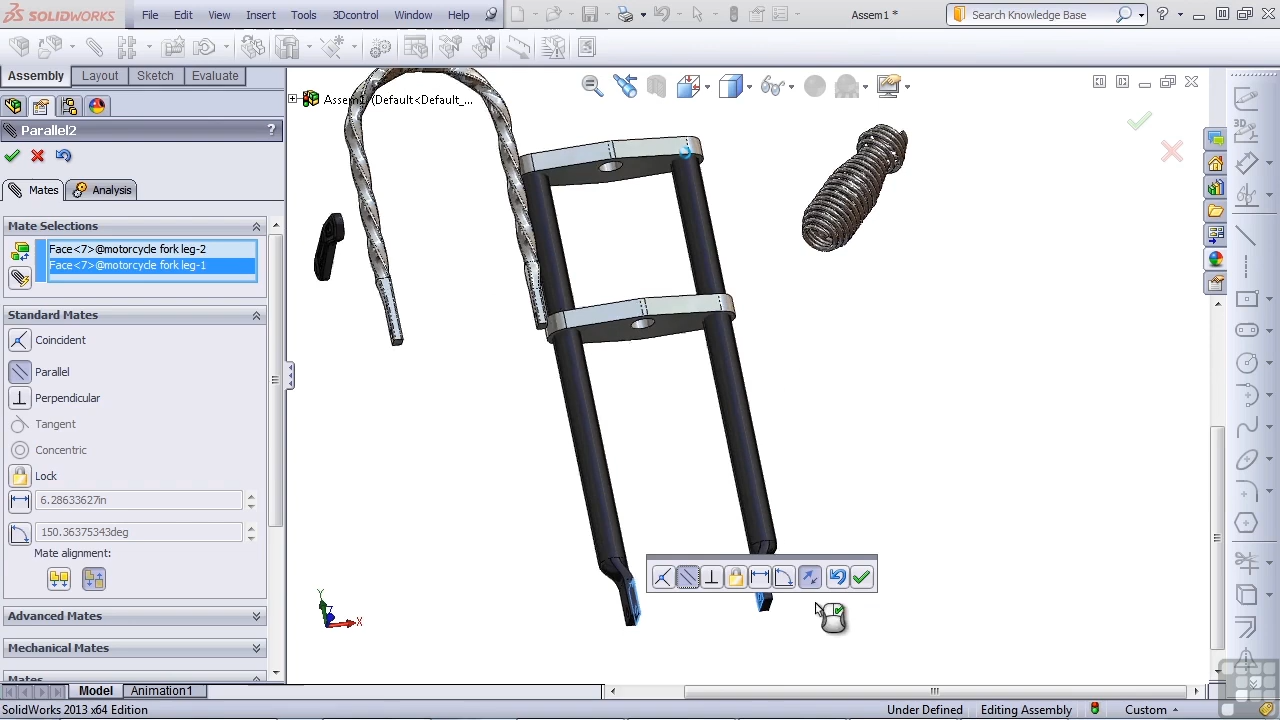 SOLIDWORKS File Edit View Insert Tools 3Dcontrol Window Help Assem1 * Search Knowledge Base ?
Assembly Layout Sketch Evaluate
Assem1 (Default<Default_...
Parallel2 ?
Mates Analysis
Mate Selections
Face<7>@motorcycle fork leg-2
Face<7>@motorcycle fork leg-1
Standard Mates
Coincident
Parallel
Perpendicular
Tangent
Concentric
Lock
6.28633627in
150.36375343deg
Mate alignment:
Advanced Mates
Mechanical Mates
Mates
Y
X
Model Animation1
SolidWorks 2013 x64 Edition Under Defined Editing Assembly Custom